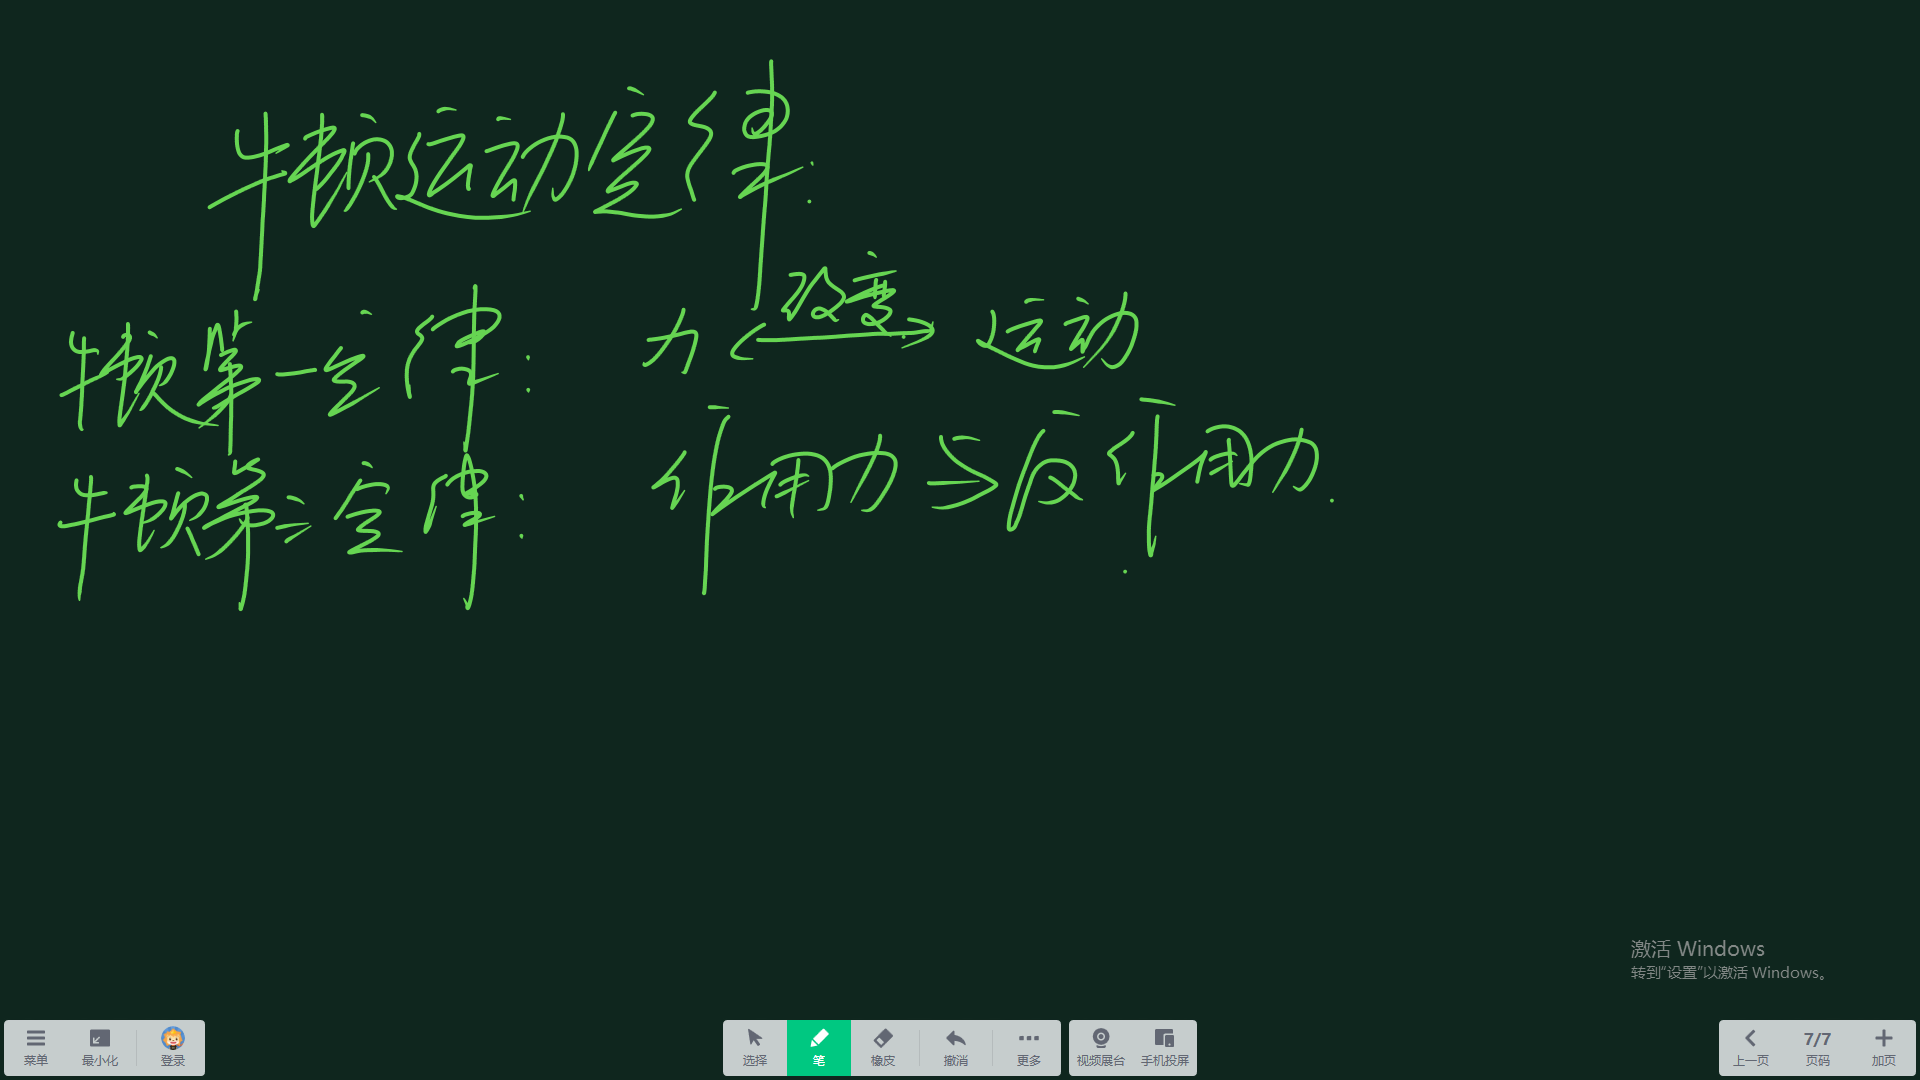 牛顿运动定律:
牛顿第一定律: 力 改变 运动
牛顿第三定律: 作用力与反作用力.
激活 Windows
转到“设置”以激活 Windows。
菜单 最小化 登录 选择 笔 橡皮 撤消 更多 视频展台 手机投屏 上一页 7/7 页码 加页